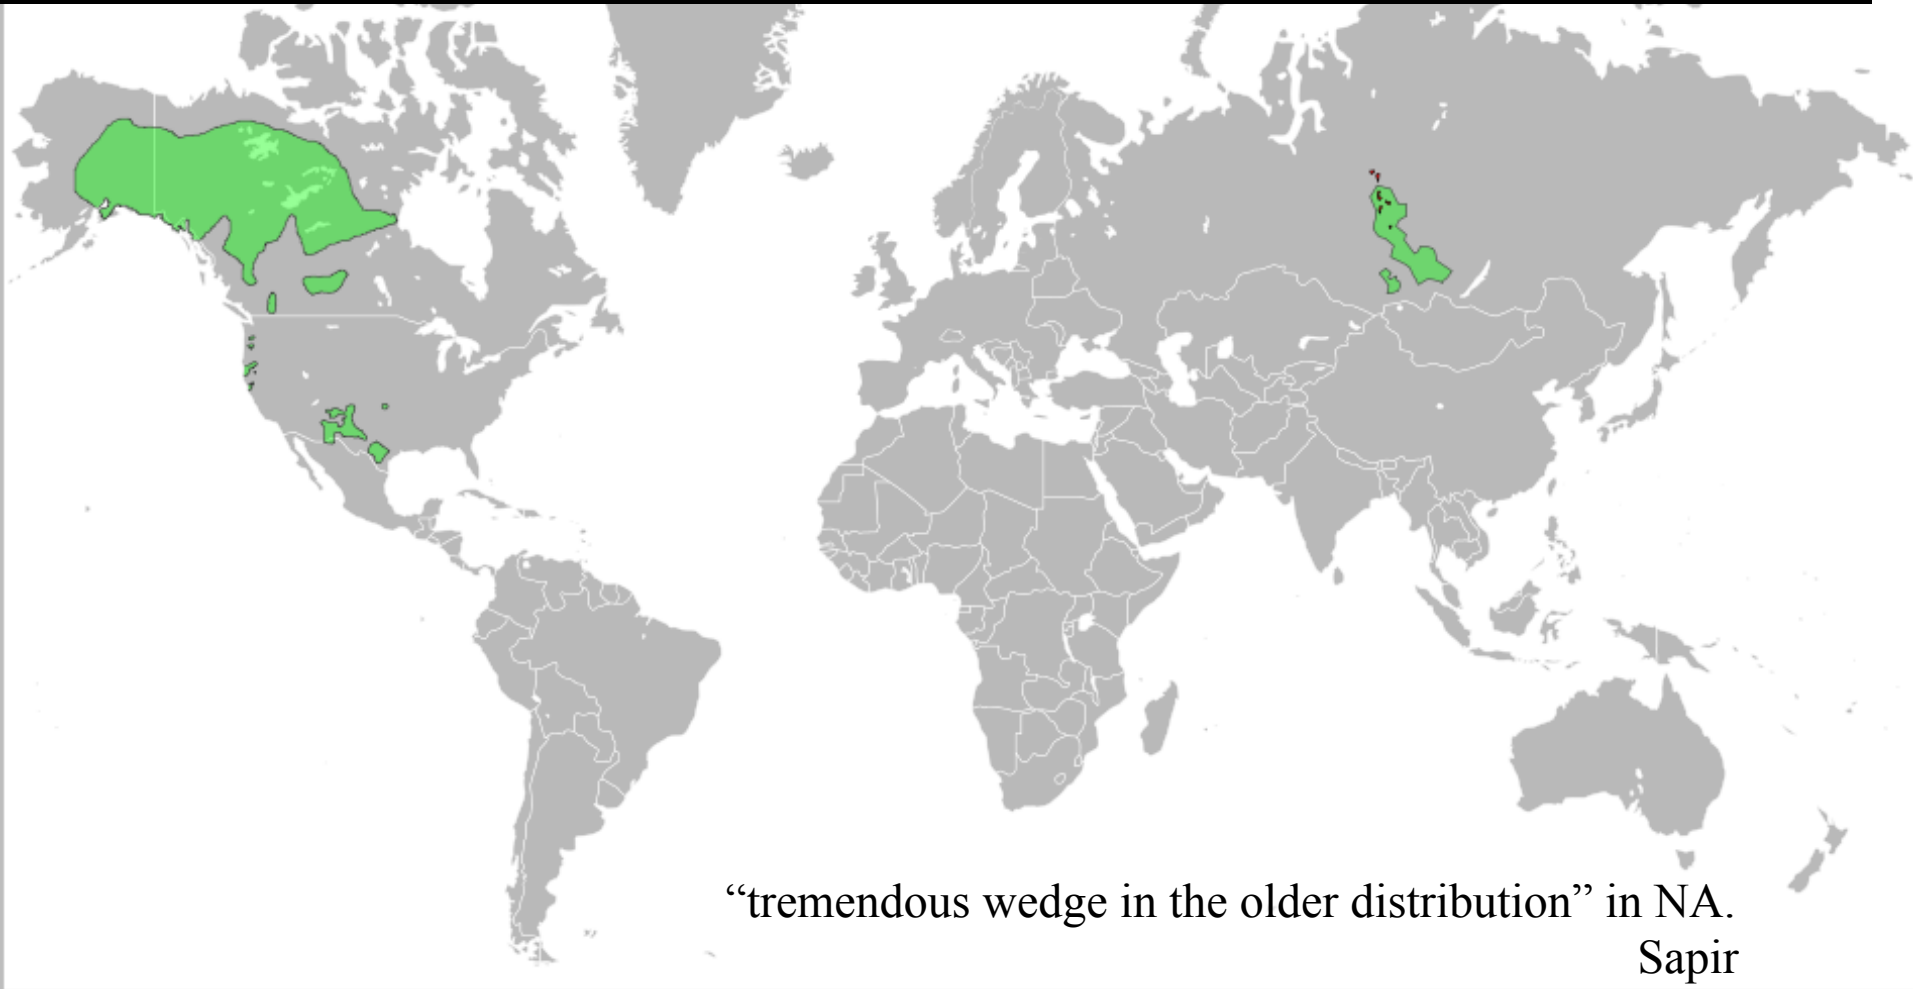 “tremendous wedge in the older distribution” in NA.
Sapir